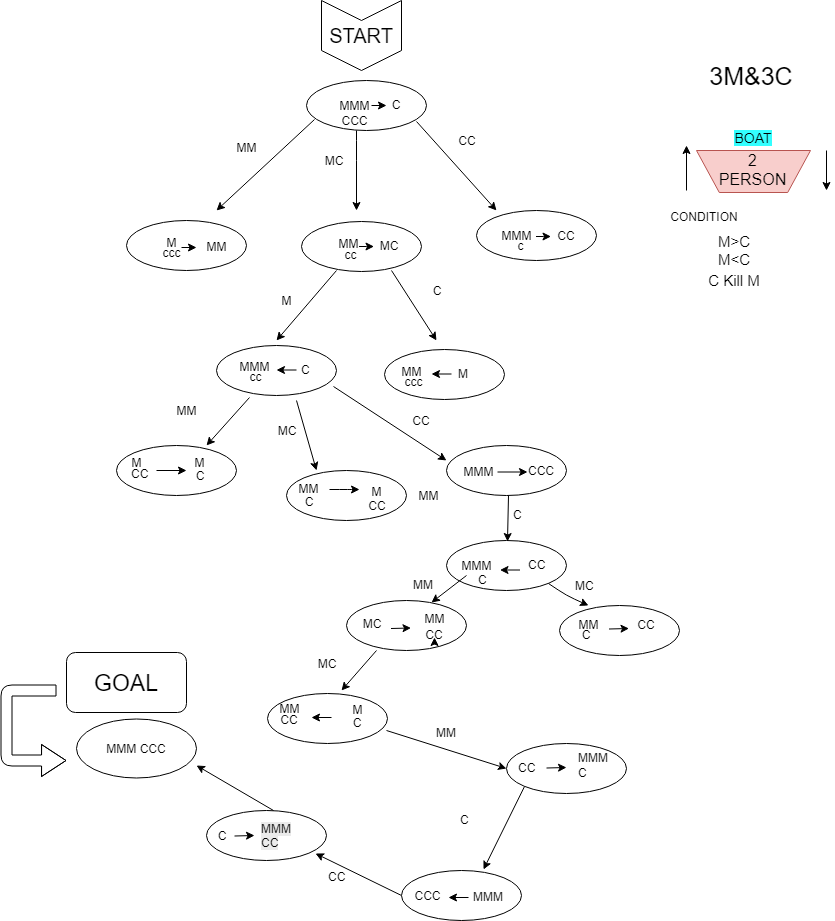 START
3M&3C
MMM C
CCC
BOAT
2
PERSON
MM
MC
CC
CONDITION
M>C
M<C
C Kill M
M MM
ccc
MM MC
cc
MMM CC
c
M
C
MMM C
cc
MM M
ccc
MM
MC
CC
M M
CC C
MM M
C CC
MM
MMM CCC
C
MMM CC
C
MM
MC
MC MM
CC
MM CC
C
MC
GOAL
MM M
CC C
MM
MMM CCC
CC MMM
C
C
C MMM
CC
CC
CCC MMM